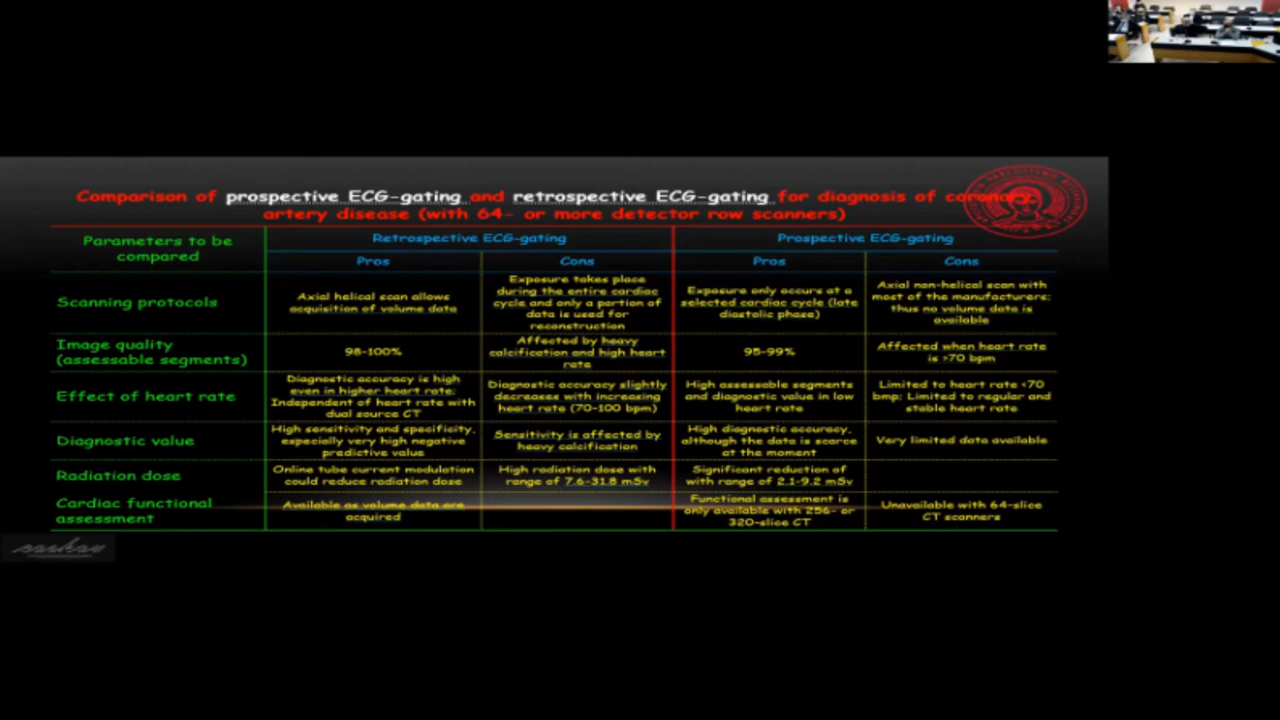 Comparison of prospective ECG-gating and retrospective ECG-gating for diagnosis of coronary
artery disease (with 64- or more detector row scanners)
Parameters to be
compared
Retrospective ECG-gating
Prospective ECG-gating
Pros
Cons
Pros
Cons
Scanning protocols
Axial helical scan allows
acquisition of volume data
Exposure takes place
during the entire cardiac
cycle and only a portion of
data is used for
reconstruction
Exposure only occurs at a
selected cardiac cycle (late
diastolic phase)
Axial non-helical scan with
most of the manufacturers;
thus no volume data is
available
Image quality
(assessable segments)
98-100%
Affected by heavy
calcification and high heart
rate
95-99%
Affected when heart rate
is >70 bpm
Effect of heart rate
Diagnostic accuracy is high
even in higher heart rate;
Independent of heart rate with
dual source CT
Diagnostic accuracy slightly
decreases with increasing
heart rate (70-100 bpm)
High assessable segments
and diagnostic value in low
heart rate
Limited to heart rate <70
bmp; Limited to regular and
stable heart rate
Diagnostic value
High sensitivity and specificity,
especially very high negative
predictive value
Sensitivity is affected by
heavy calcification
High diagnostic accuracy,
although the data is scarce
at the moment
Very limited data available
Radiation dose
Online tube current modulation
could reduce radiation dose
High radiation dose with
range of 7.6-31.8 mSv
Significant reduction of
with range of 2.1-9.2 mSv
Cardiac functional
assessment
Available as volume data are
acquired
Functional assessment is
only available with 256- or
320-slice CT
Unavailable with 64-slice
CT scanners